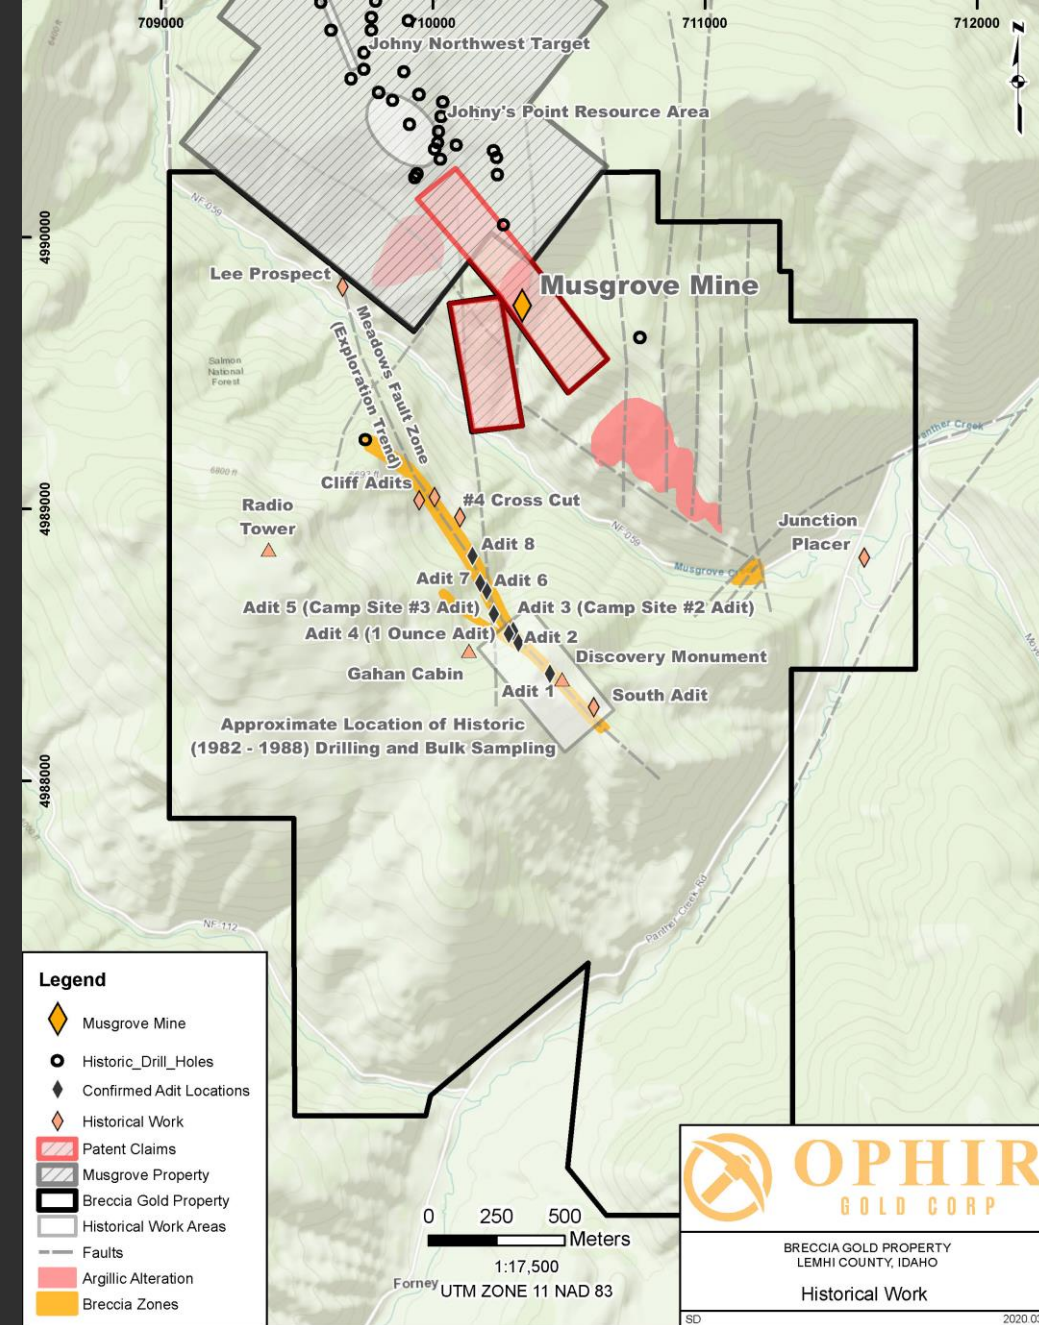 709000
710000
711000
712000
N
Johny Northwest Target
Johny's Point Resource Area
NF-059
4990000
Lee Prospect
Musgrove Mine
Meadows Fault Zone
(Exploration Trend)
Salmon
National
Forest
Panther Creek
6800 ft
Cliff Adits
#4 Cross Cut
4989000
Radio
Tower
NF-059
Junction
Placer
Adit 8
Musgrove
Adit 7
Adit 6
Adit 5 (Camp Site #3 Adit)
Adit 3 (Camp Site #2 Adit)
Adit 4 (1 Ounce Adit)
Adit 2
Discovery Monument
Gahan Cabin
Adit 1
South Adit
Approximate Location of Historic
(1982 - 1988) Drilling and Bulk Sampling
4988000
Panther Creek Rd
NF-112
Legend
Musgrove Mine
Historic_Drill_Holes
Confirmed Adit Locations
Historical Work
Patent Claims
Musgrove Property
Breccia Gold Property
Historical Work Areas
Faults
Argillic Alteration
Breccia Zones
0 250 500
Meters
1:17,500
UTM ZONE 11 NAD 83
Forney
OPHIR
GOLD CORP
BRECCIA GOLD PROPERTY
LEMHI COUNTY, IDAHO
Historical Work
SD
2020.03